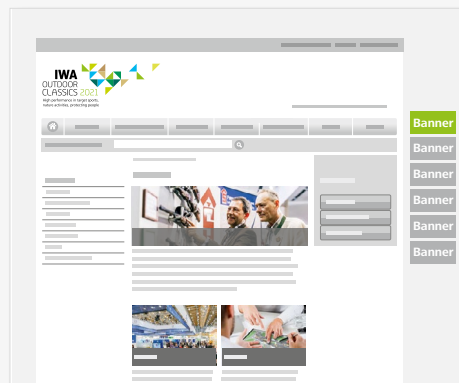 IWA
OUTDOOR
CLASSICS 2021
High performance in target sports,
nature activities, protecting people
Banner
Banner
Banner
Banner
Banner
Banner